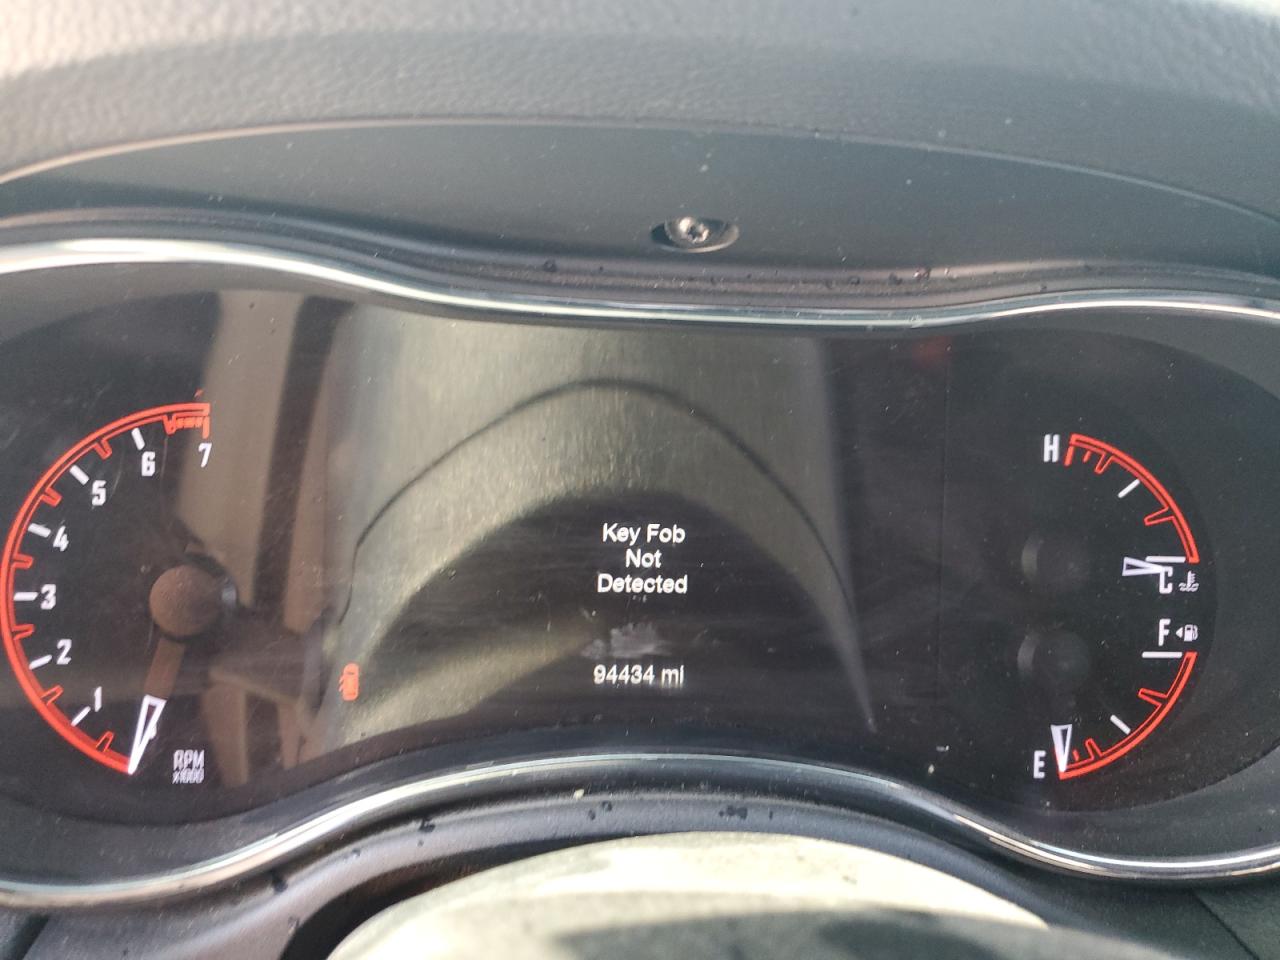 7
6
5
4
3
2
1
RPM
x1000
Key Fob
Not
Detected
94434 mi
H
C
F
E